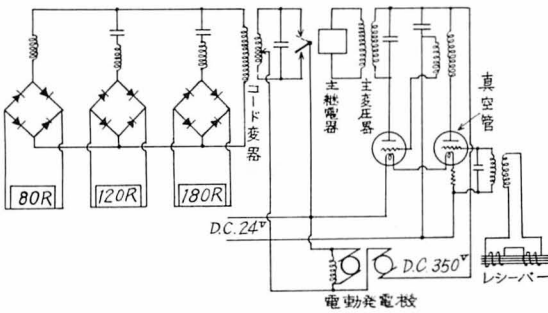 コード変圧器
主継電器
主変圧器
真空管
80R
120R
180R
D.C.24V
D.C.350V
レシーバー
電動発電機